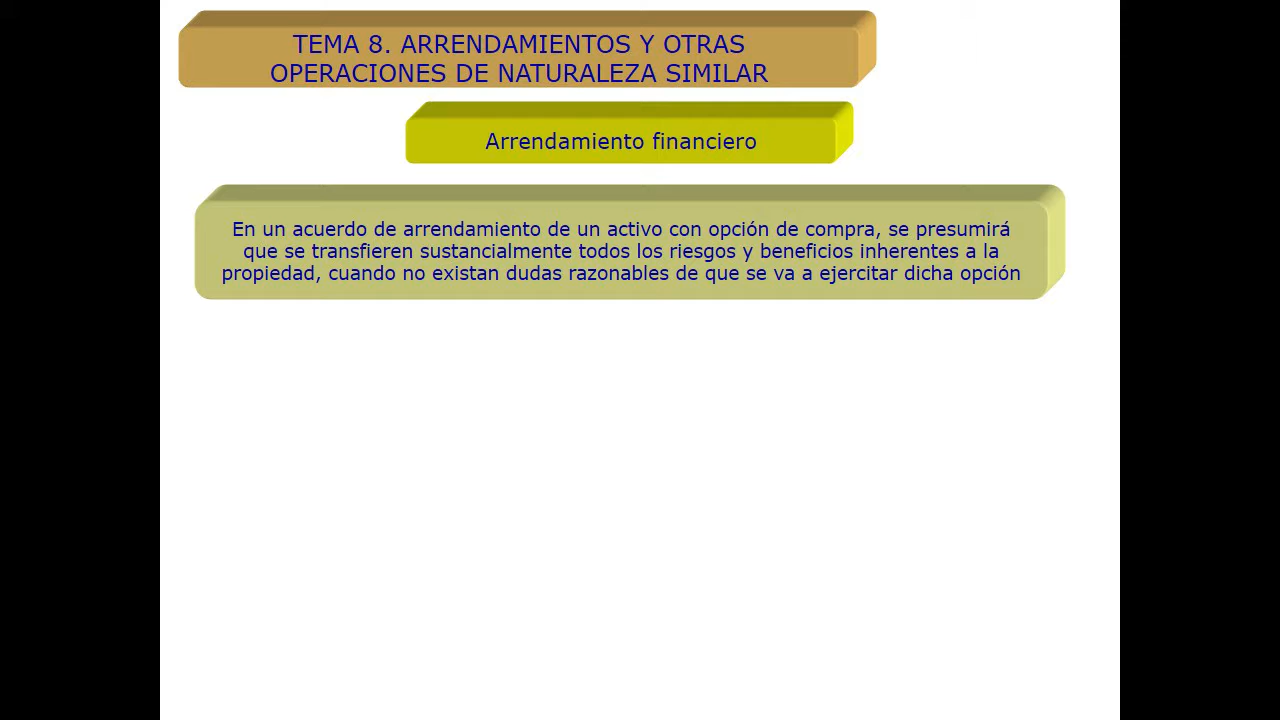 TEMA 8. ARRENDAMIENTOS Y OTRAS
OPERACIONES DE NATURALEZA SIMILAR
Arrendamiento financiero
En un acuerdo de arrendamiento de un activo con opción de compra, se presumirá
que se transfieren sustancialmente todos los riesgos y beneficios inherentes a la
propiedad, cuando no existan dudas razonables de que se va a ejercitar dicha opción